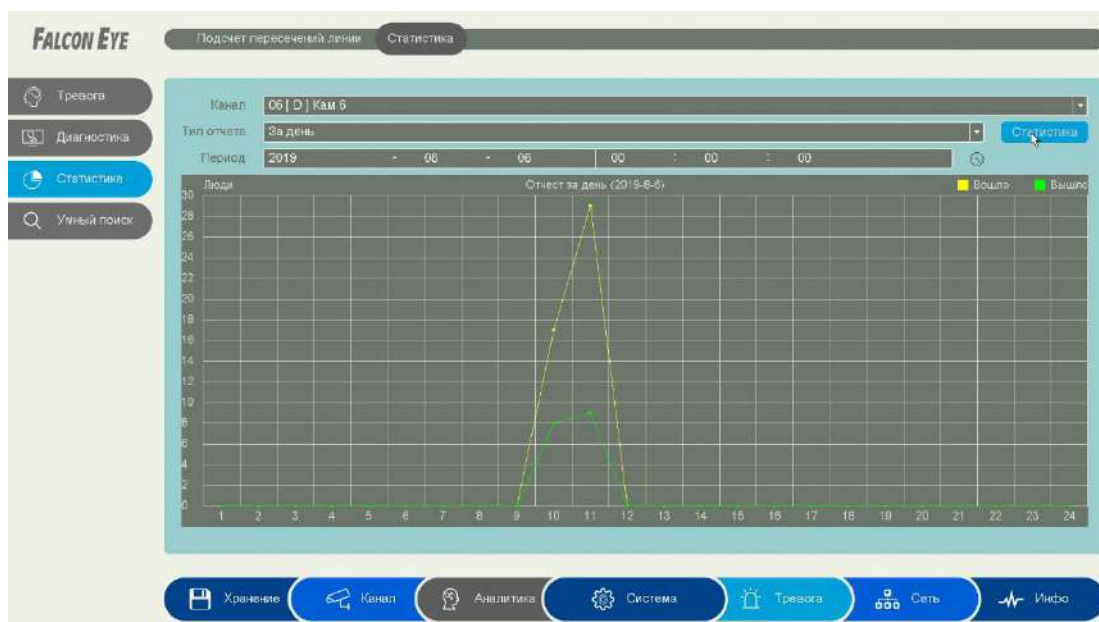 FALCON EYE
Подсчет пересечений линии Статистика
Тревога
Диагностика
Статистика
Умный поиск
Канал 06 [ D ] Кам 6
Тип отчета За день Статистика
Период 2019 - 08 - 06 00 : 00 : 00
Люди Отчест за день (2019-8-6) Вошло Вышло
30
28
26
24
22
20
18
16
14
12
10
8
6
4
2
0
1 2 3 4 5 6 7 8 9 10 11 12 13 14 15 16 17 18 19 20 21 22 23 24
Хранение Канал Аналитика Система Тревога Сеть Инфо